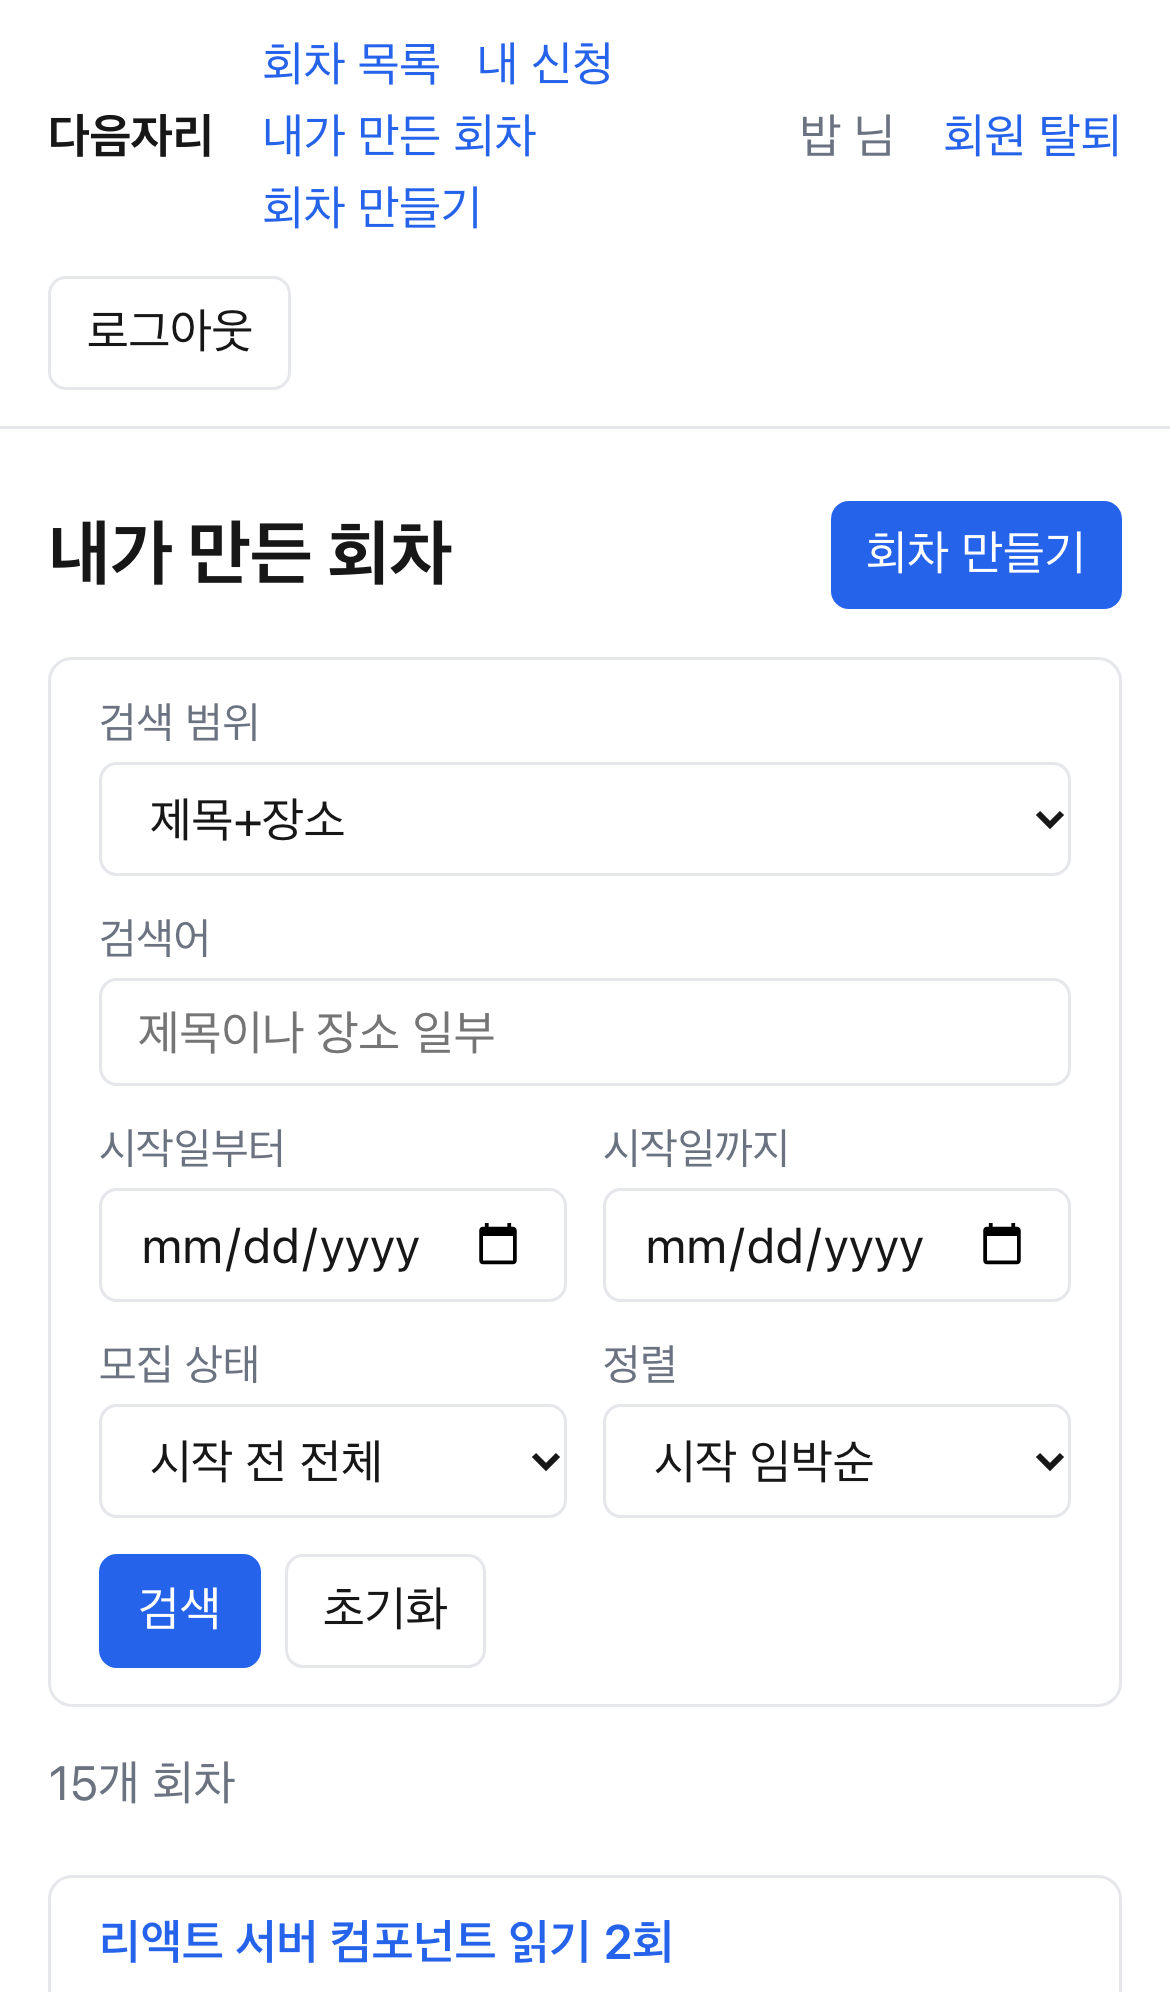 회차 목록 내 신청
다음자리 내가 만든 회차 밥 님 회원 탈퇴
회차 만들기
로그아웃
내가 만든 회차 회차 만들기
검색 범위
제목+장소
검색어
제목이나 장소 일부
시작일부터 시작일까지
mm/dd/yyyy mm/dd/yyyy
모집 상태 정렬
시작 전 전체 시작 임박순
검색 초기화
15개 회차
리액트 서버 컴포넌트 읽기 2회